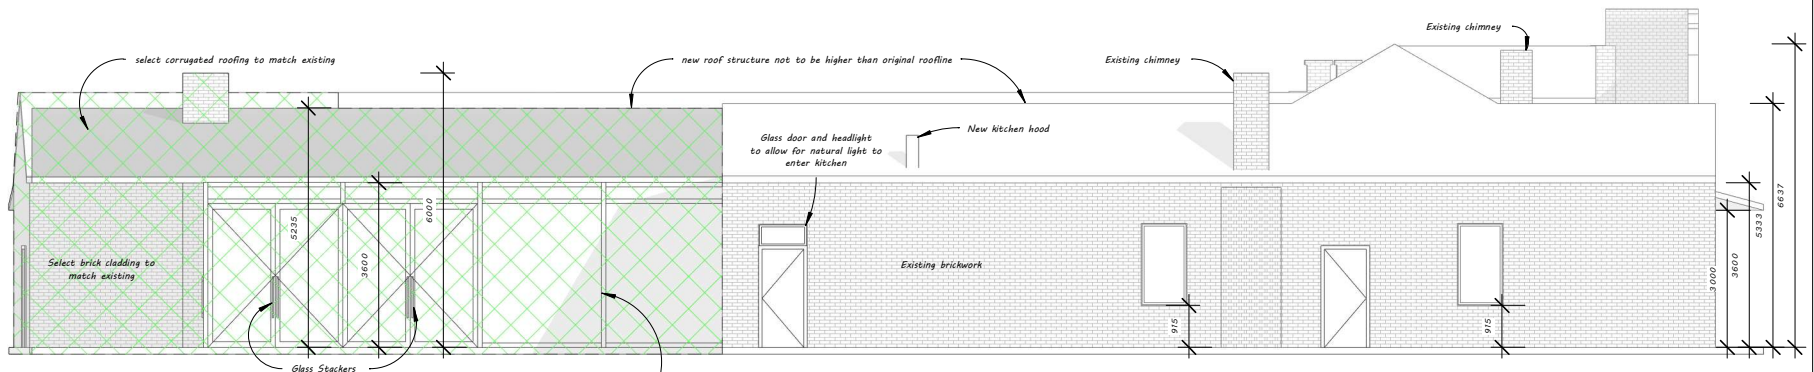 Existing chimney
select corrugated roofing to match existing
new roof structure not to be higher than original roofline
Existing chimney
New kitchen hood
Glass door and headlight
to allow for natural light to
enter kitchen
6637
6000
5235
5333
3600
3600
3000
Select brick cladding to
match existing
Existing brickwork
915
915
Glass Stackers